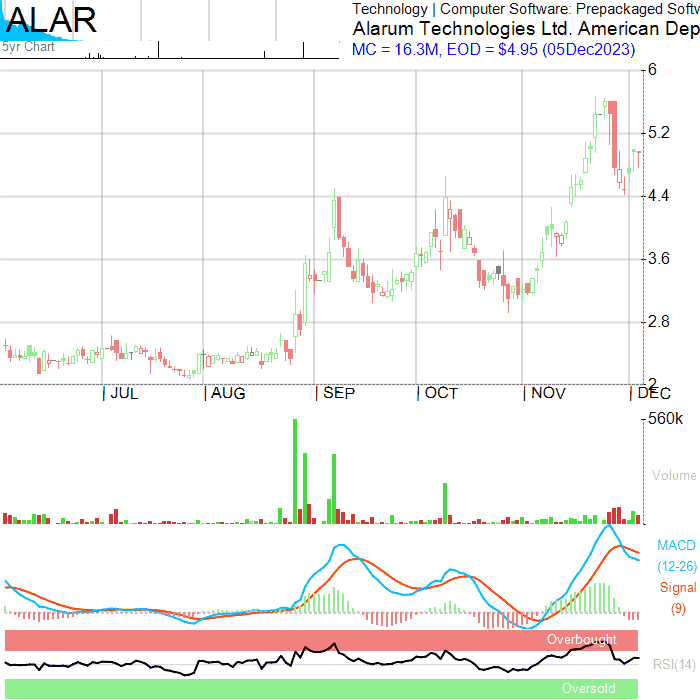 ALAR
5yr Chart
Technology | Computer Software: Prepackaged Softw
Alarum Technologies Ltd. American Dep
MC = 16.3M, EOD = $4.95 (05Dec2023)
6
5.2
4.4
3.6
2.8
2
JUL AUG SEP OCT NOV DEC
560k
Volume
MACD
(12-26)
Signal
(9)
Overbought
RSI(14)
Oversold